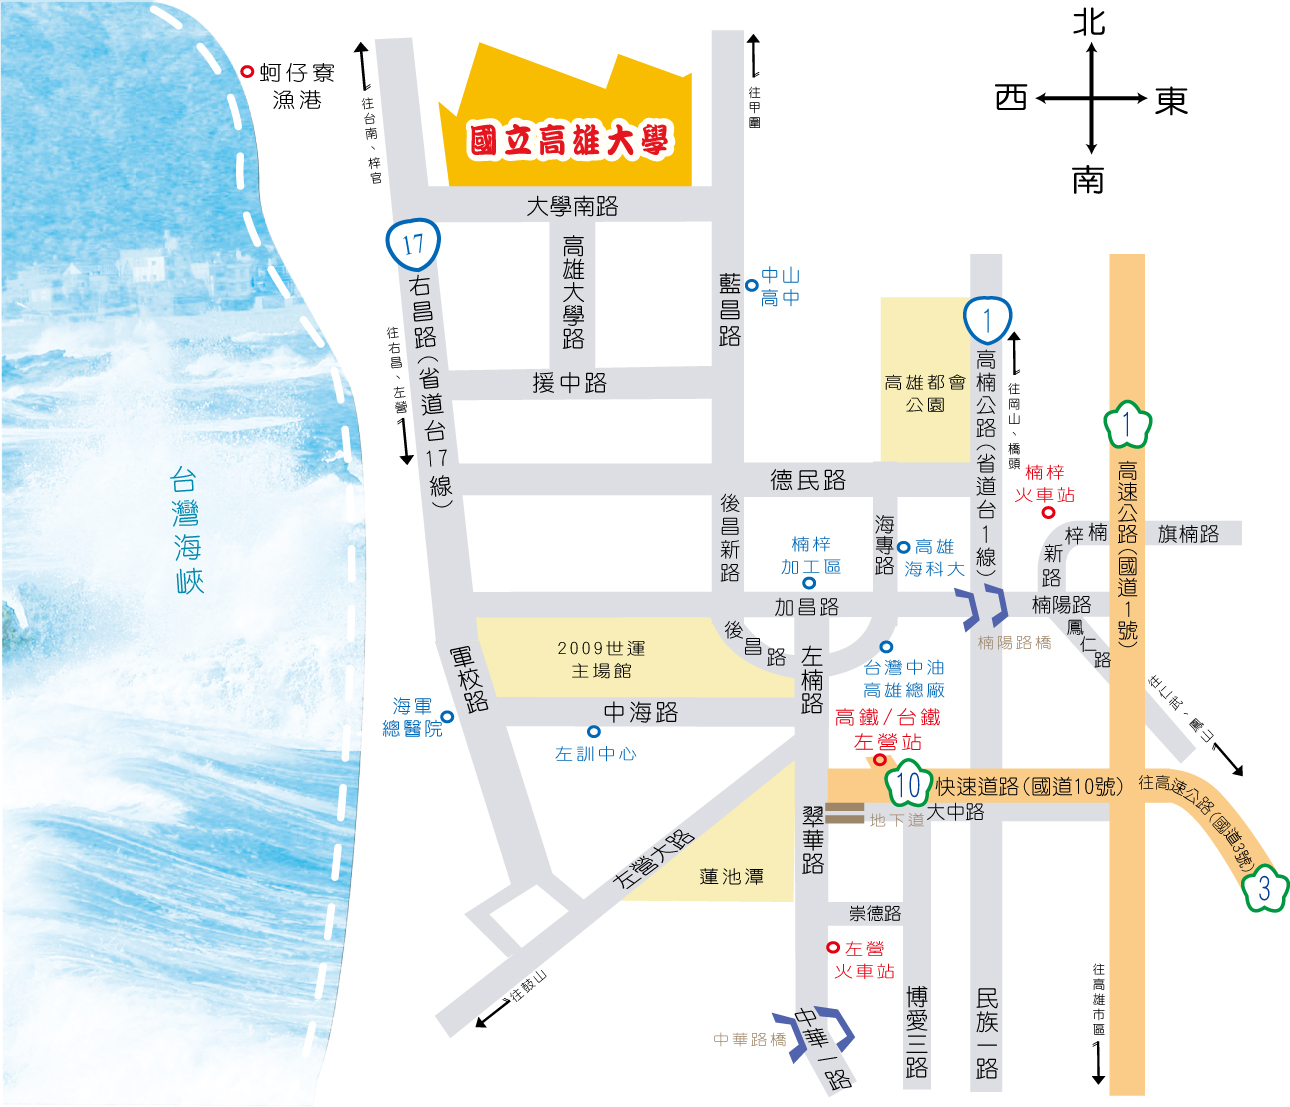 北
西
東
南
蚵仔寮
漁港
往台南、梓官
國立高雄大學
往甲圍
大學南路
17
右昌路(省道台17線)
高雄大學路
藍昌路
中山
高中
往右昌、左營
援中路
高雄都會
公園
1
高楠公路(省道台1線)
往岡山、橋頭
1
高速公路(國道1號)
台灣海峽
德民路
後昌新路
海專路
楠梓
加工區
高雄
海科大
楠梓
火車站
楠梓新路
旗楠路
加昌路
楠陽路
楠陽路橋
鳳仁路
往仁武、鳳山
2009世運
主場館
後昌路
左楠路
台灣中油
高雄總廠
軍校路
海軍
總醫院
中海路
左訓中心
高鐵/台鐵
左營站
10
快速道路(國道10號)
往高速公路(國道3號)
3
大中路
地下道
翠華路
左營大路
蓮池潭
崇德路
左營
火車站
往鼓山
博愛三路
民族一路
往高雄市區
中華路橋
中華一路